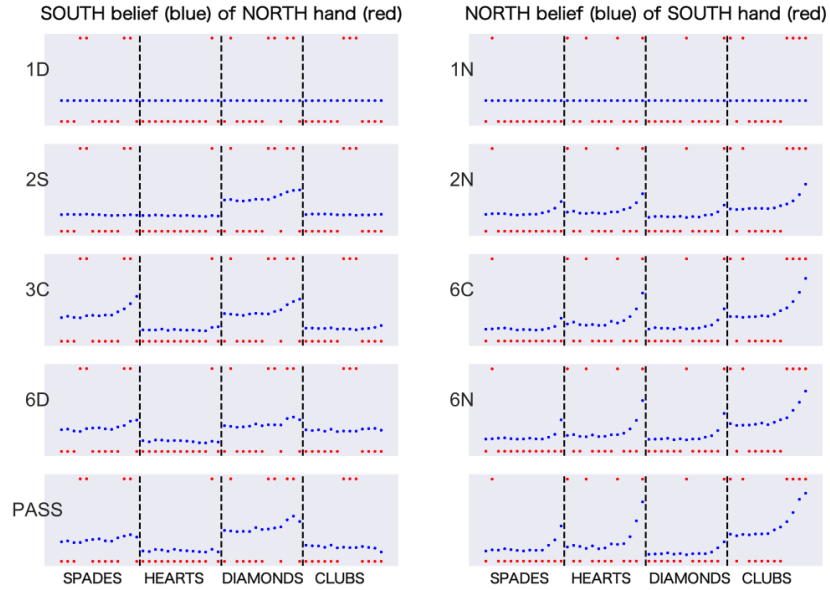 SOUTH belief (blue) of NORTH hand (red)
NORTH belief (blue) of SOUTH hand (red)
1D
1N
2S
2N
3C
6C
6D
6N
PASS
SPADES HEARTS DIAMONDS CLUBS
SPADES HEARTS DIAMONDS CLUBS